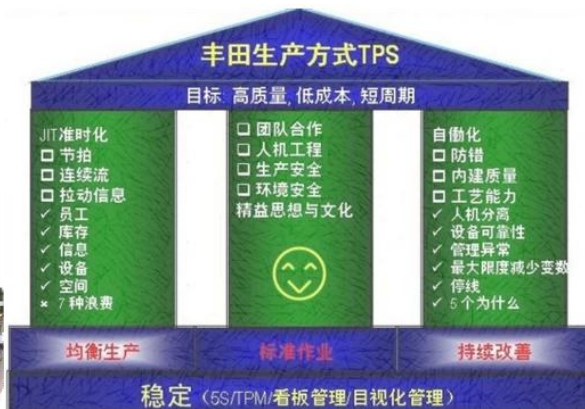 丰田生产方式TPS
目标: 高质量, 低成本, 短周期
JIT准时化
□ 节拍
□ 连续流
□ 拉动信息
✓ 员工
✓ 库存
✓ 信息
✓ 设备
✓ 空间
× 7种浪费
□ 团队合作
□ 人机工程
□ 生产安全
□ 环境安全
精益思想与文化
自働化
□ 防错
□ 内建质量
□ 工艺能力
✓ 人机分离
✓ 设备可靠性
✓ 管理异常
✓ 最大限度减少变数
✓ 停线
✓ 5个为什么
均衡生产
标准作业
持续改善
稳定（5S/TPM/看板管理/目视化管理）